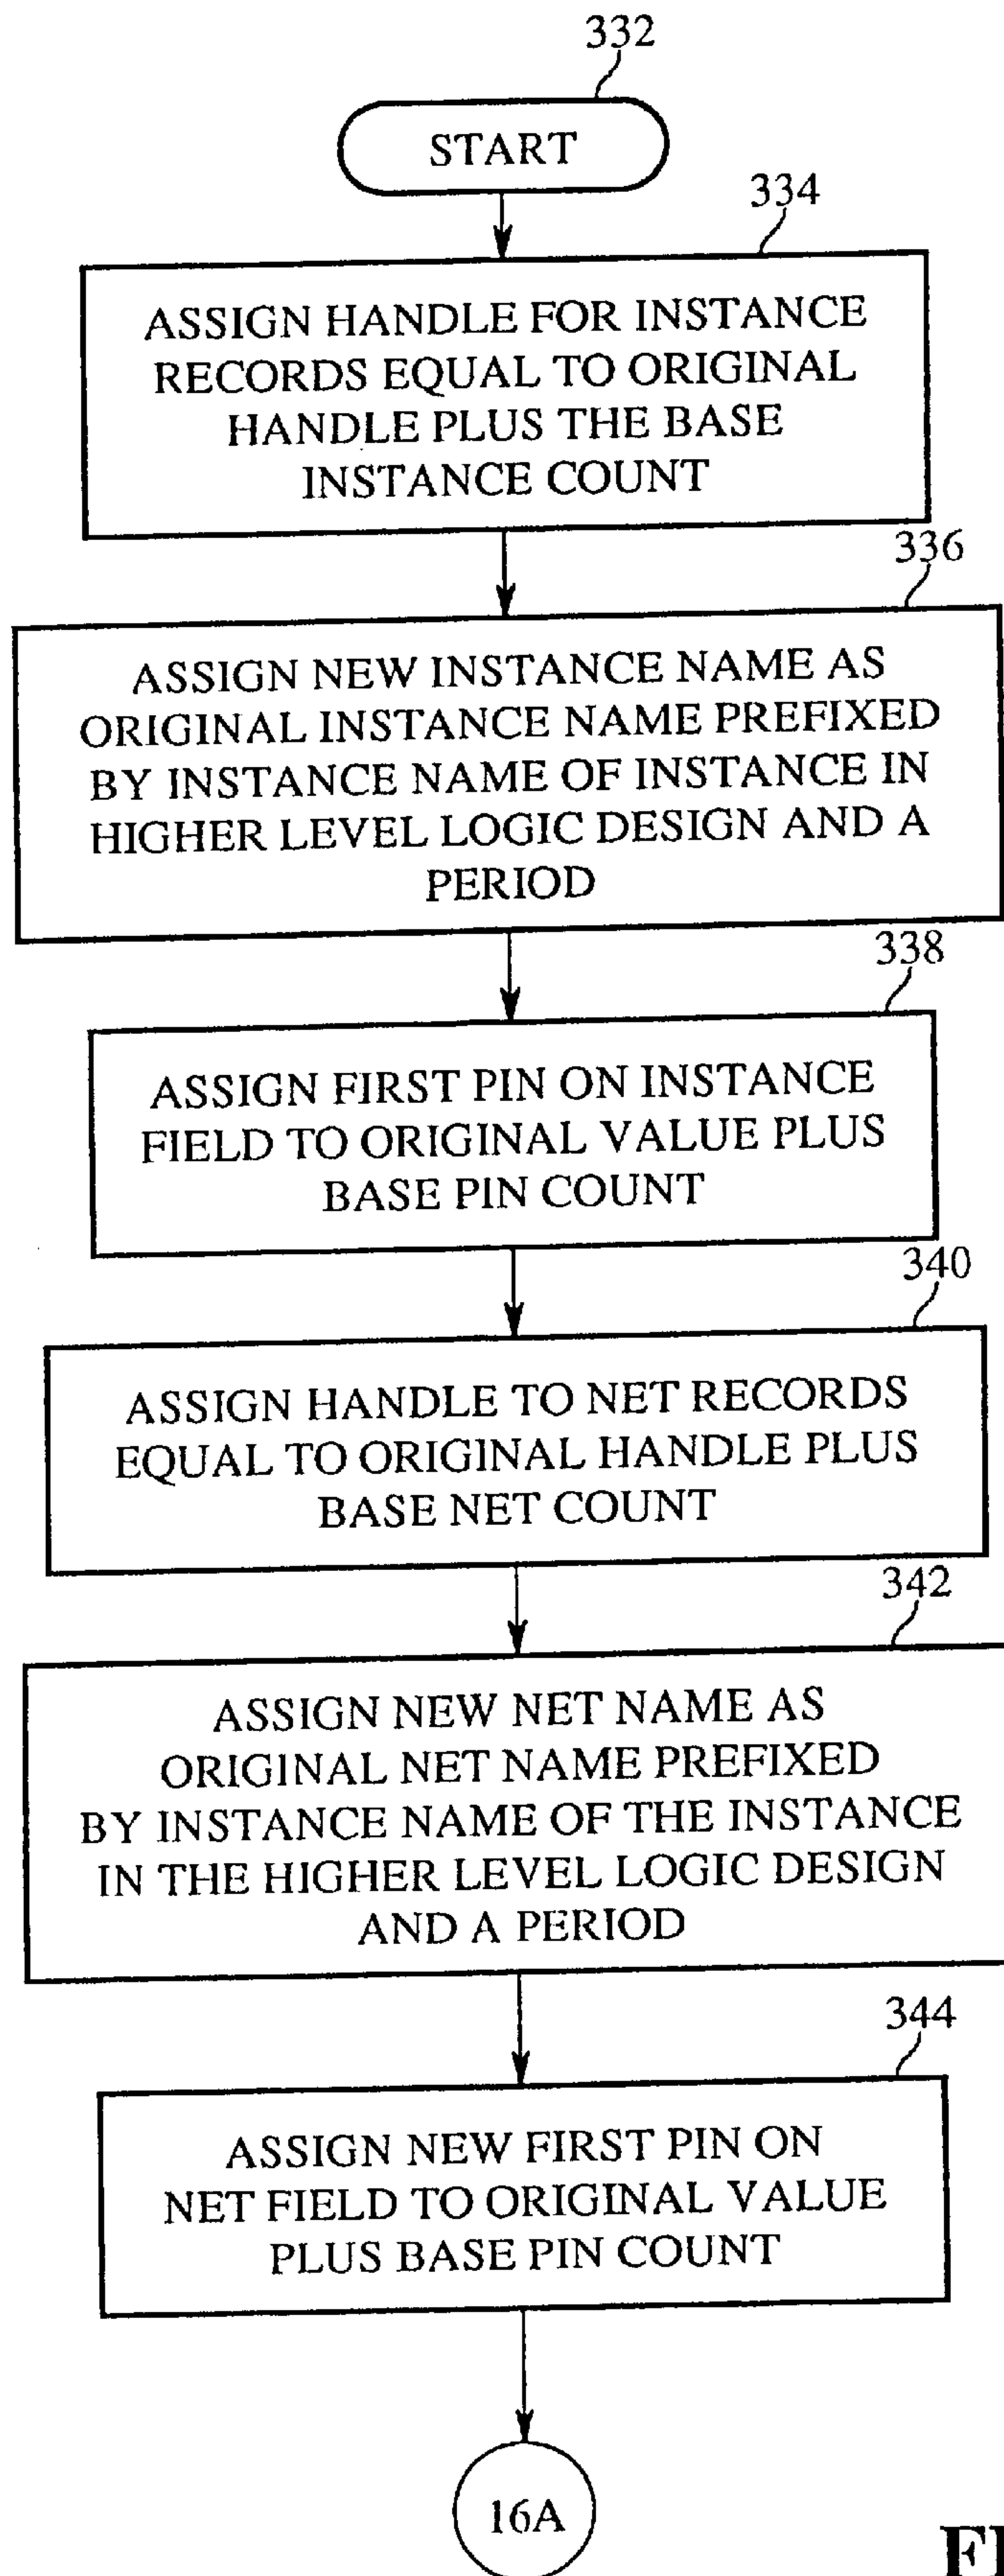 332
START
334
ASSIGN HANDLE FOR INSTANCE
RECORDS EQUAL TO ORIGINAL
HANDLE PLUS THE BASE
INSTANCE COUNT
336
ASSIGN NEW INSTANCE NAME AS
ORIGINAL INSTANCE NAME PREFIXED
BY INSTANCE NAME OF INSTANCE IN
HIGHER LEVEL LOGIC DESIGN AND A
PERIOD
338
ASSIGN FIRST PIN ON INSTANCE
FIELD TO ORIGINAL VALUE PLUS
BASE PIN COUNT
340
ASSIGN HANDLE TO NET RECORDS
EQUAL TO ORIGINAL HANDLE PLUS
BASE NET COUNT
342
ASSIGN NEW NET NAME AS
ORIGINAL NET NAME PREFIXED
BY INSTANCE NAME OF THE INSTANCE
IN THE HIGHER LEVEL LOGIC DESIGN
AND A PERIOD
344
ASSIGN NEW FIRST PIN ON
NET FIELD TO ORIGINAL VALUE
PLUS BASE PIN COUNT
16A